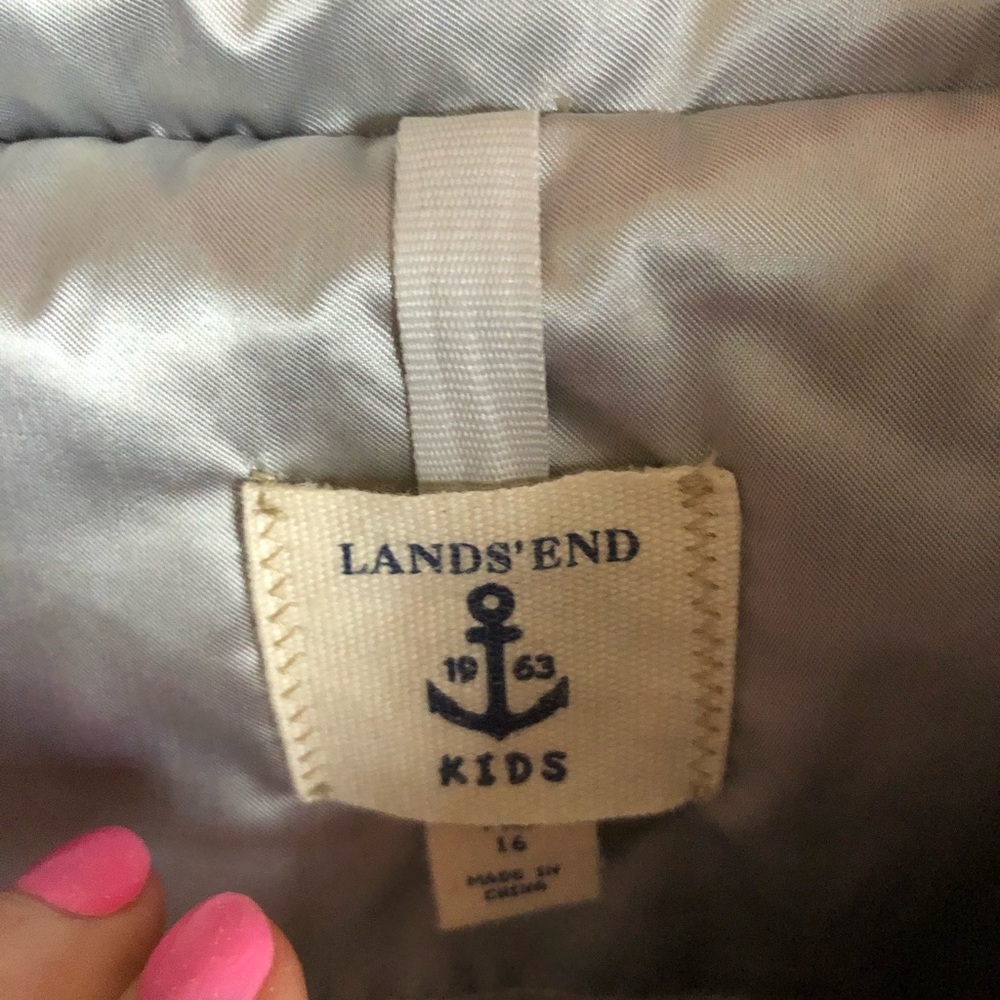 LANDS' END
19 63
KIDS
16
MADE IN
CHINA